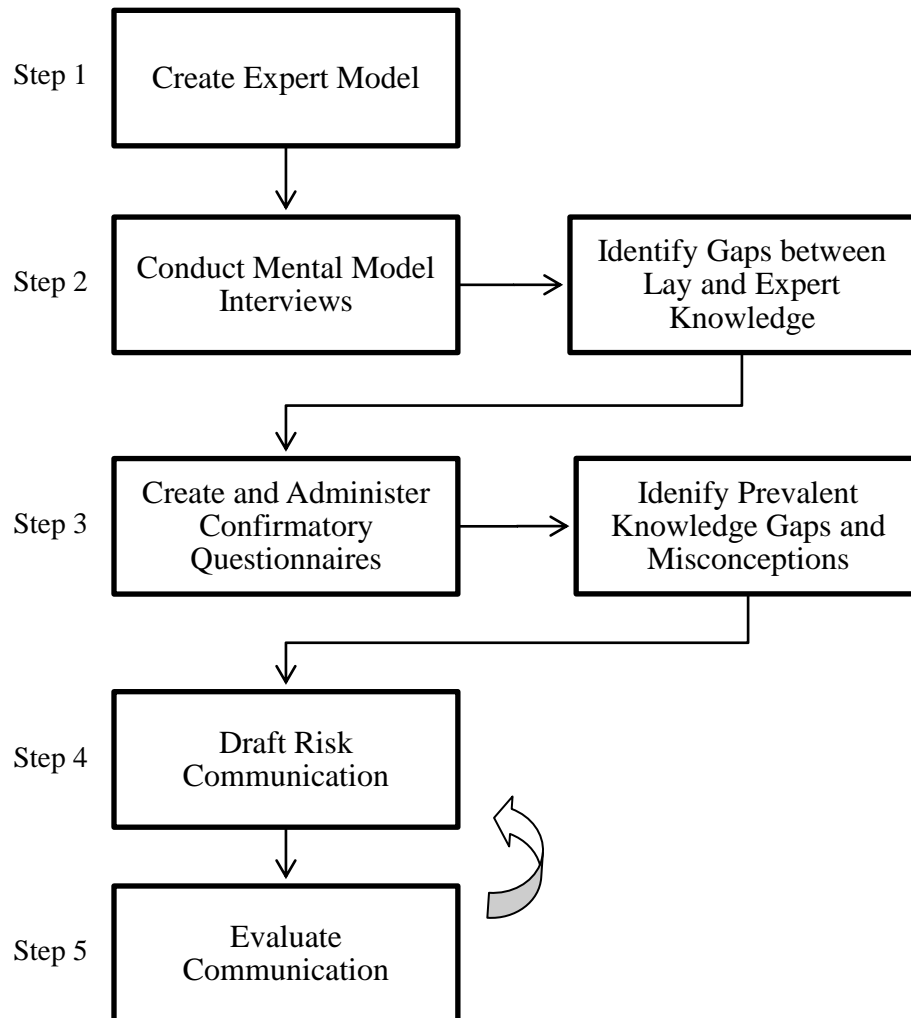 Step 1
Create Expert Model
Step 2
Conduct Mental Model
Interviews
Identify Gaps between
Lay and Expert
Knowledge
Step 3
Create and Administer
Confirmatory
Questionnaires
Idenify Prevalent
Knowledge Gaps and
Misconceptions
Step 4
Draft Risk
Communication
Step 5
Evaluate
Communication